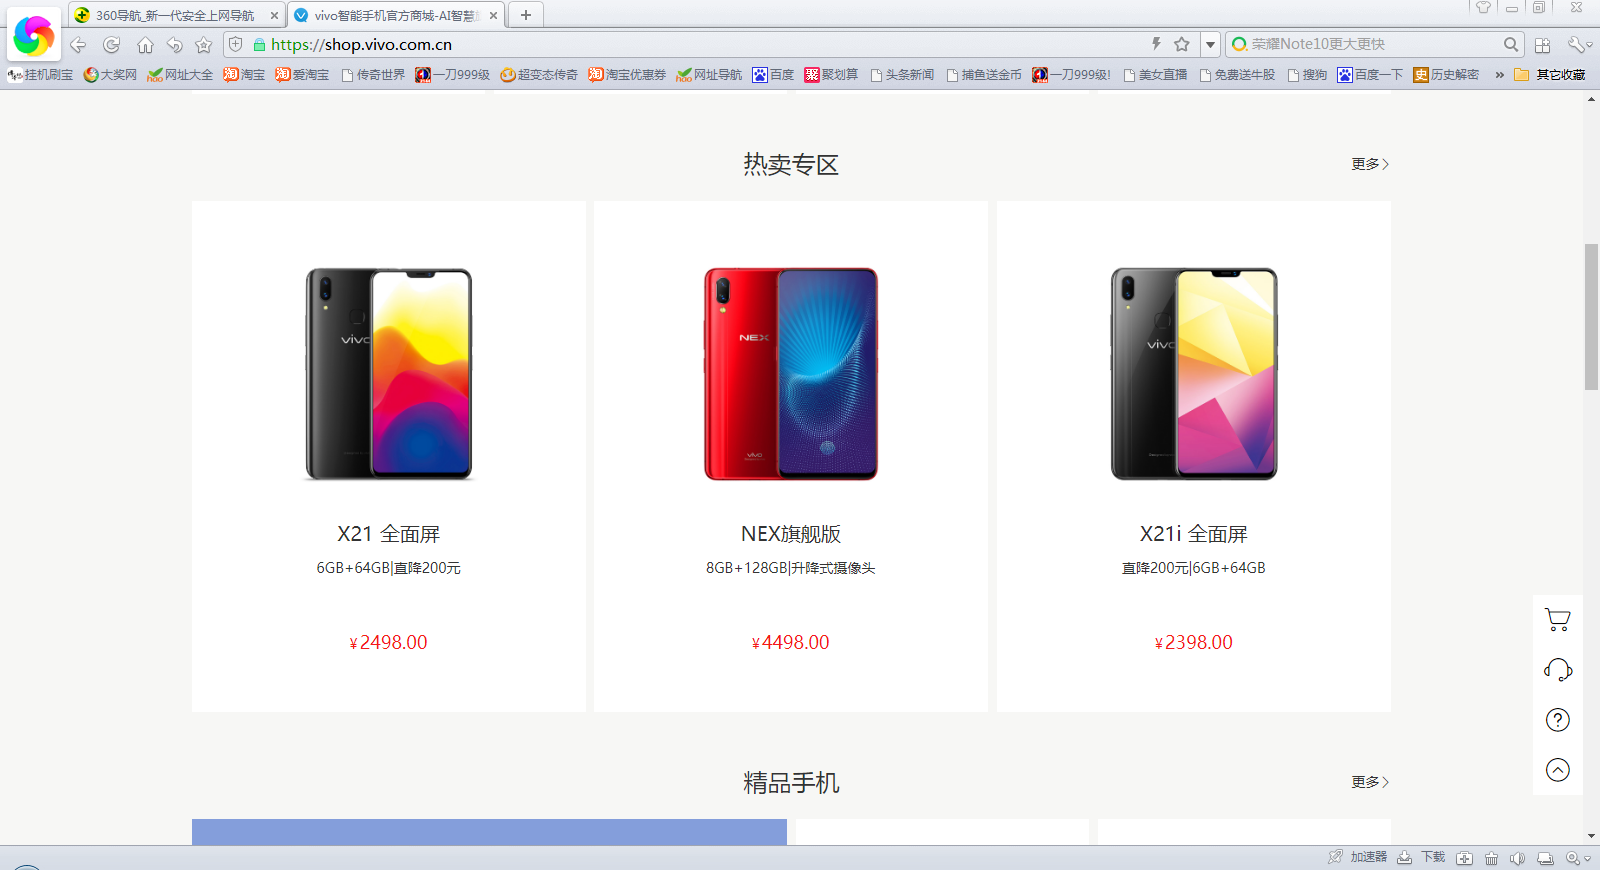 360导航_新一代安全上网导航
vivo智能手机官方商城-AI智慧
https://shop.vivo.com.cn
荣耀Note10更大更快
挂机刷宝 大奖网 网址大全 淘宝 爱淘宝 传奇世界 一刀999级 超变态传奇 淘宝优惠券 网址导航 百度 聚划算 头条新闻 捕鱼送金币 一刀999级! 美女直播 免费送牛股 搜狗 百度一下 历史解密 » 其它收藏
热卖专区
更多
vivo
NEX
vivo
vivo
X21 全面屏
6GB+64GB|直降200元
¥2498.00
NEX旗舰版
8GB+128GB|升降式摄像头
¥4498.00
X21i 全面屏
直降200元|6GB+64GB
¥2398.00
精品手机
更多
加速器 下载